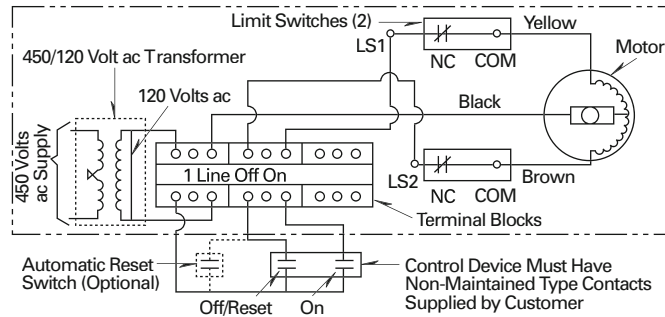 Limit Switches (2)
Yellow
LS1
450/120 Volt ac Transformer
NC COM
Motor
120 Volts ac
Black
450 Volts
ac Supply
1 Line Off On
LS2
NC COM
Brown
Terminal Blocks
Automatic Reset
Switch (Optional)
Off/Reset
On
Control Device Must Have
Non-Maintained Type Contacts
Supplied by Customer